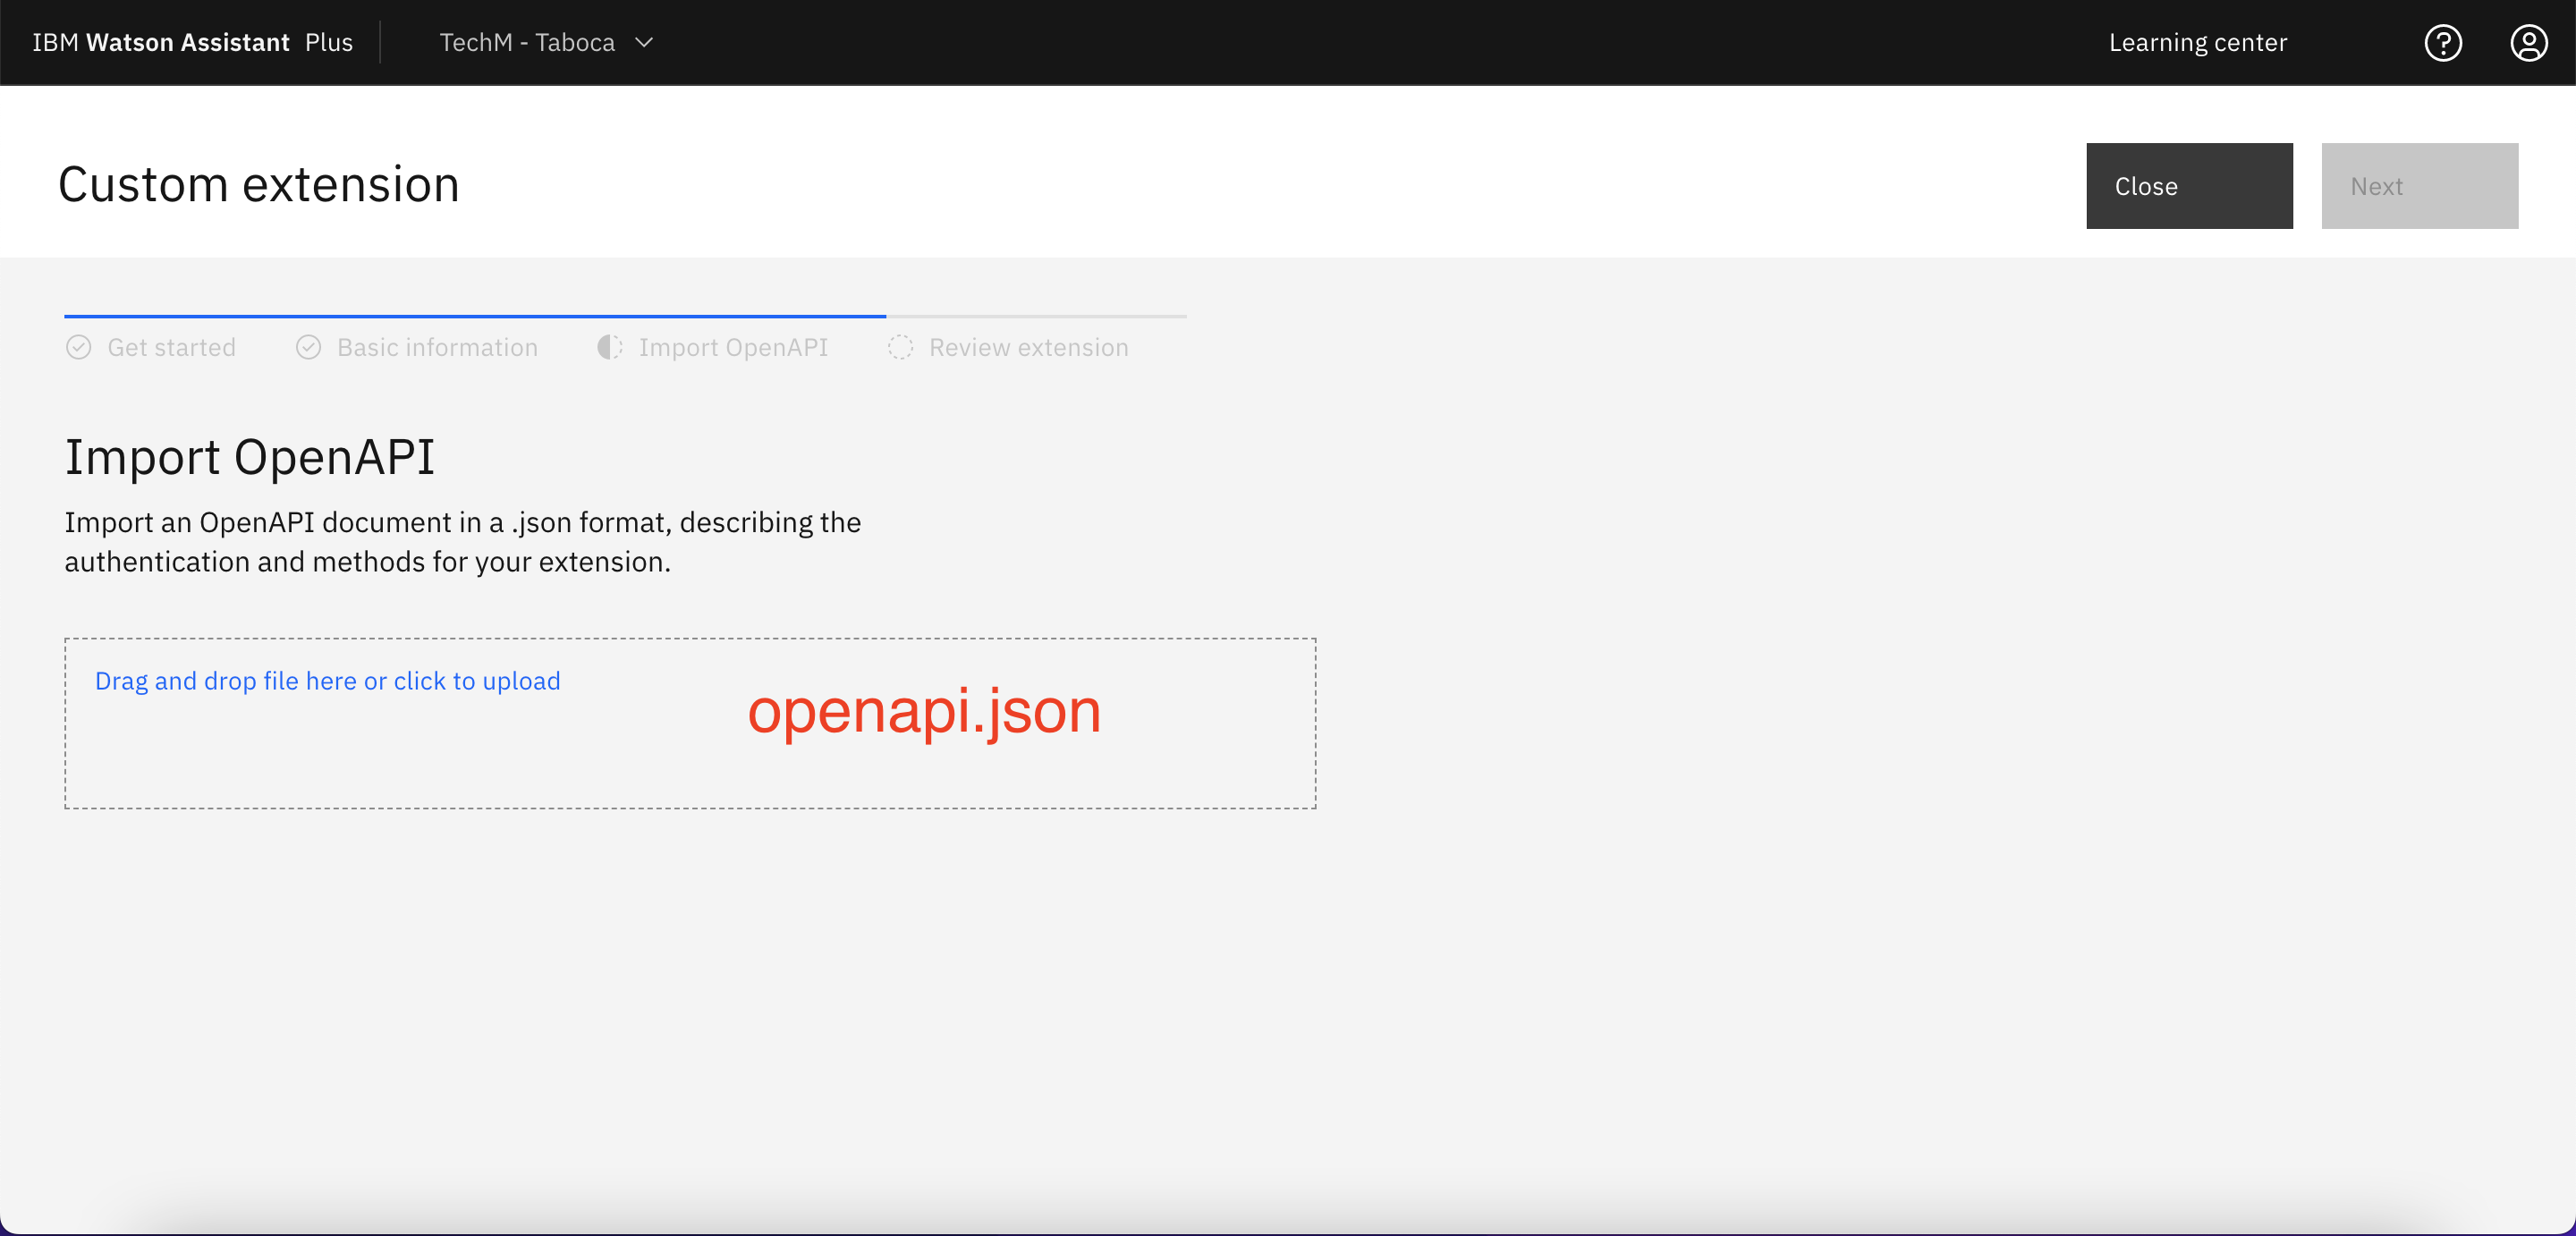 IBM Watson Assistant Plus
TechM - Taboca
Learning center
Custom extension
Close
Next
Get started
Basic information
Import OpenAPI
Review extension
Import OpenAPI
Import an OpenAPI document in a .json format, describing the
authentication and methods for your extension.
Drag and drop file here or click to upload
openapi.json